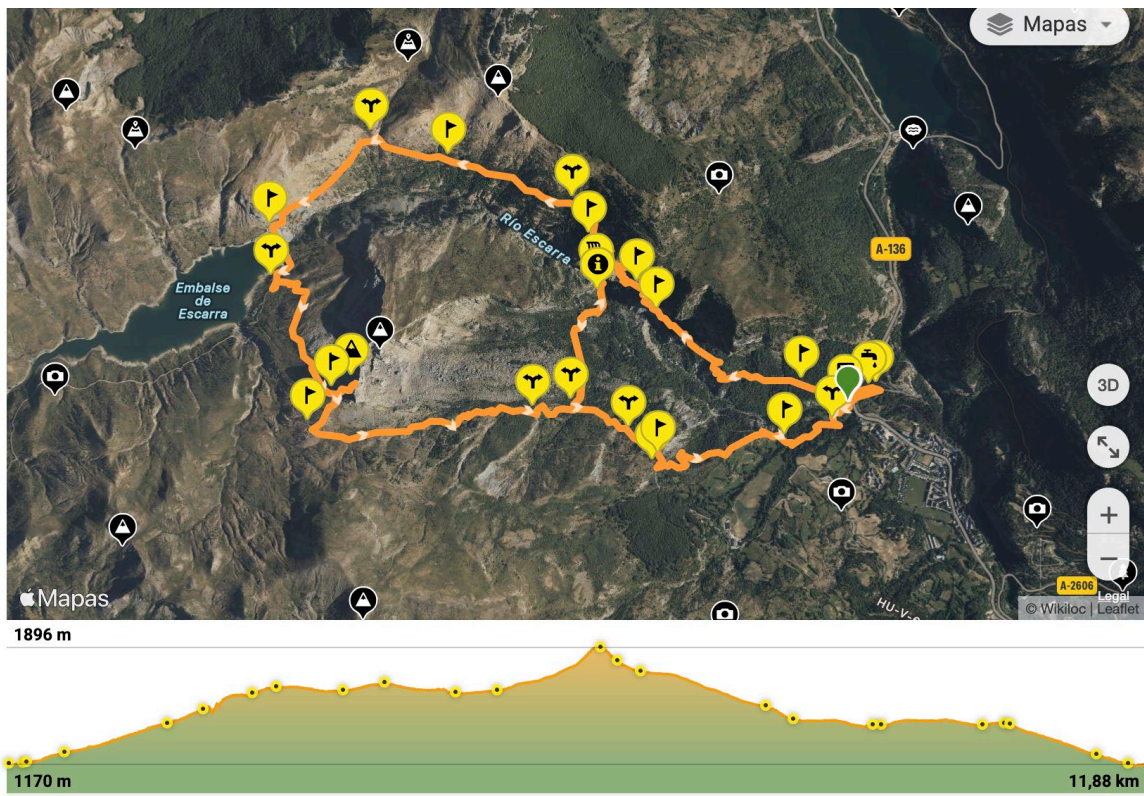 Mapas
Río Escarra
A-136
Embalse
de
Escarra
3D
+
−
A-2606
Legal
Mapas
© Wikiloc | Leaflet
1896 m
1170 m
11,88 km